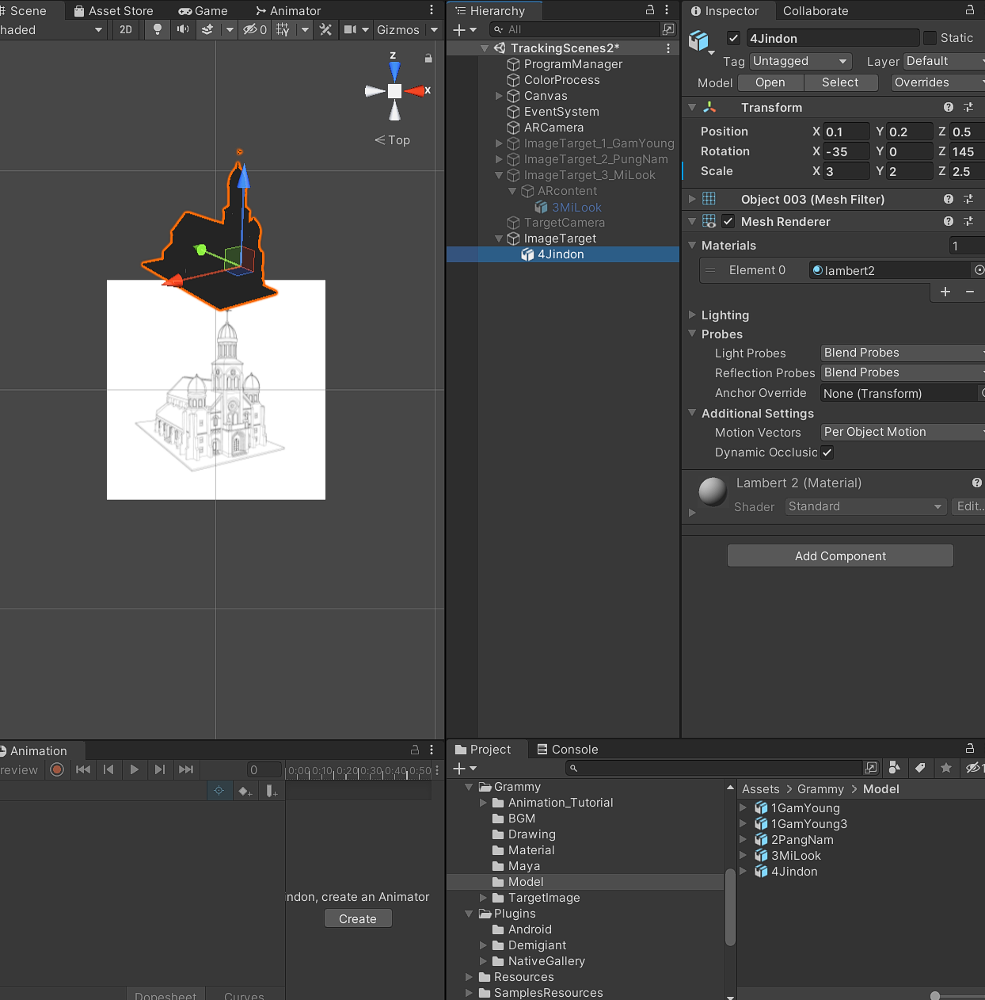 Scene Asset Store Game Animator
haded 2D 0 Gizmos
z
x
Top
Hierarchy
All
TrackingScenes2*
ProgramManager
ColorProcess
Canvas
EventSystem
ARCamera
ImageTarget_1_GamYoung
ImageTarget_2_PungNam
ImageTarget_3_MiLook
ARcontent
3MiLook
TargetCamera
ImageTarget
4Jindon
Inspector Collaborate
4Jindon Static
Tag Untagged Layer Default
Model Open Select Overrides
Transform
Position X 0.1 Y 0.2 Z 0.5
Rotation X -35 Y 0 Z 145
Scale X 3 Y 2 Z 2.5
Object 003 (Mesh Filter)
Mesh Renderer
Materials 1
Element 0 lambert2
+ −
Lighting
Probes
Light Probes Blend Probes
Reflection Probes Blend Probes
Anchor Override None (Transform)
Additional Settings
Motion Vectors Per Object Motion
Dynamic Occlusic
Lambert 2 (Material)
Shader Standard Edit..
Add Component
Animation
review 0 0:00 0:10 0:20 0:30 0:40 0:50
indon, create an Animator
Create
Dopesheet Curves
Project Console
Grammy
Animation_Tutorial
BGM
Drawing
Material
Maya
Model
TargetImage
Plugins
Android
Demigiant
NativeGallery
Resources
SamplesResources
1
Assets > Grammy > Model
1GamYoung
1GamYoung3
2PangNam
3MiLook
4Jindon